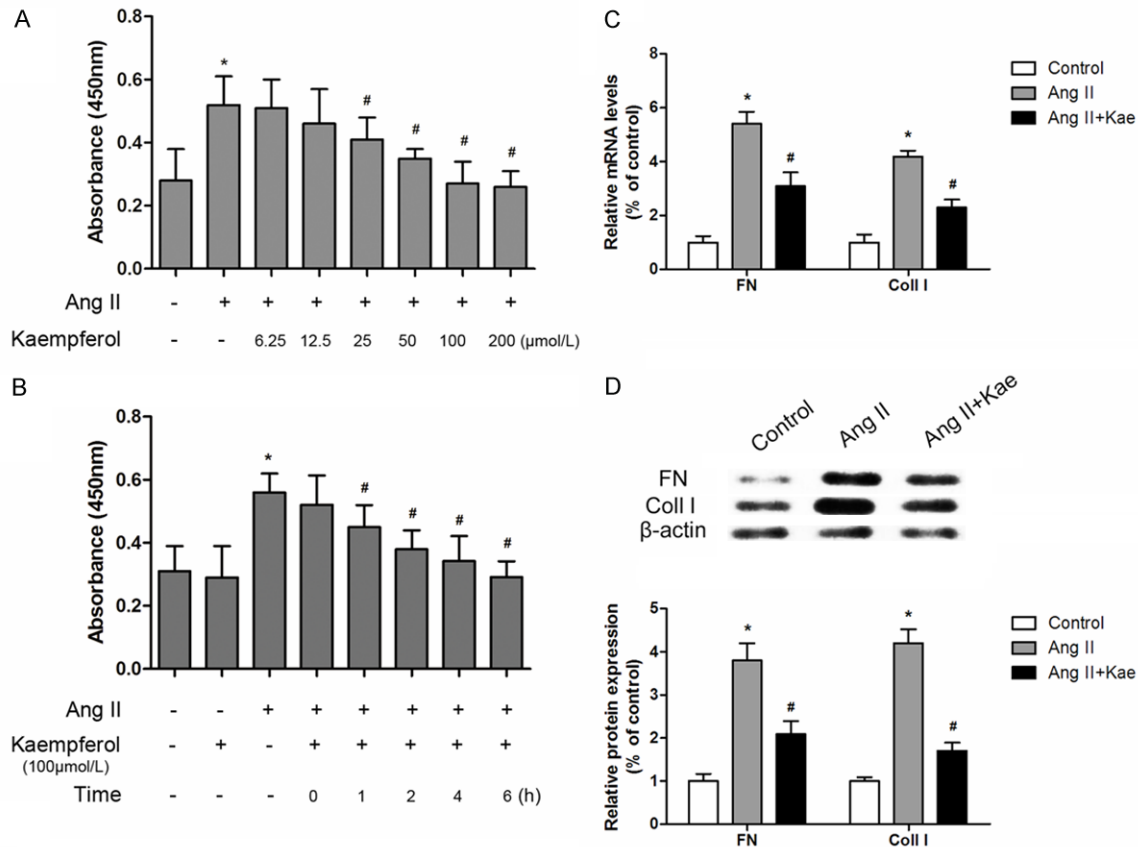 A
0.8
0.6
0.4
0.2
0.0
Absorbance (450nm)
*
#
#
#
#
Ang II - + + + + + + +
Kaempferol - - 6.25 12.5 25 50 100 200 (μmol/L)
B
0.8
0.6
0.4
0.2
0.0
Absorbance (450nm)
*
#
#
#
#
Ang II - - + + + + + +
Kaempferol - + - + + + + +
(100μmol/L)
Time - - - 0 1 2 4 6 (h)
C
8
6
4
2
0
Relative mRNA levels
(% of control)
*
#
*
#
FN Coll I
Control
Ang II
Ang II+Kae
D
Control Ang II Ang II+Kae
FN
Coll I
β-actin
5
4
3
2
1
0
Relative protein expression
(% of control)
*
#
*
#
FN Coll I
Control
Ang II
Ang II+Kae